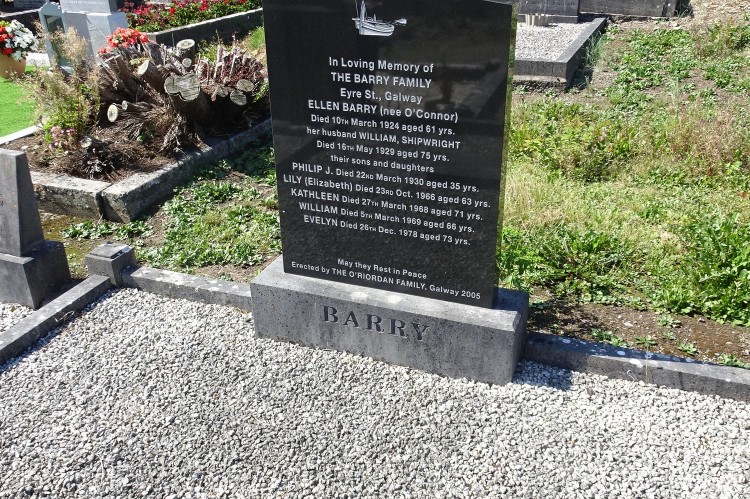 In Loving Memory of
THE BARRY FAMILY
Eyre St., Galway
ELLEN BARRY (nee O'Connor)
Died 10TH March 1924 aged 61 yrs.
her husband WILLIAM, SHIPWRIGHT
Died 16TH May 1929 aged 75 yrs.
their sons and daughters
PHILIP J. Died 22ND March 1930 aged 35 yrs.
LILY (Elizabeth) Died 23RD Oct. 1966 aged 63 yrs.
KATHLEEN Died 27TH March 1968 aged 71 yrs.
WILLIAM Died 5TH March 1969 aged 66 yrs.
EVELYN Died 26TH Dec. 1978 aged 73 yrs.
May they Rest in Peace
Erected by THE O'RIORDAN FAMILY, Galway 2005
BARRY